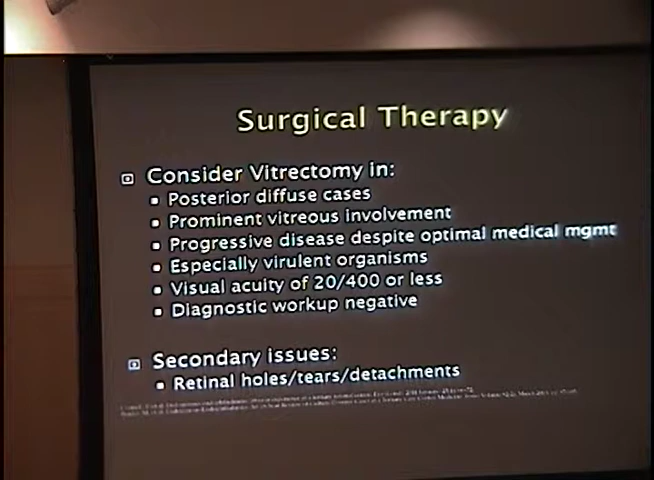 Surgical Therapy
Consider Vitrectomy in:
Posterior diffuse cases
Prominent vitreous involvement
Progressive disease despite optimal medical mgmt
Especially virulent organisms
Visual acuity of 20/400 or less
Diagnostic workup negative
Secondary issues:
Retinal holes/tears/detachments